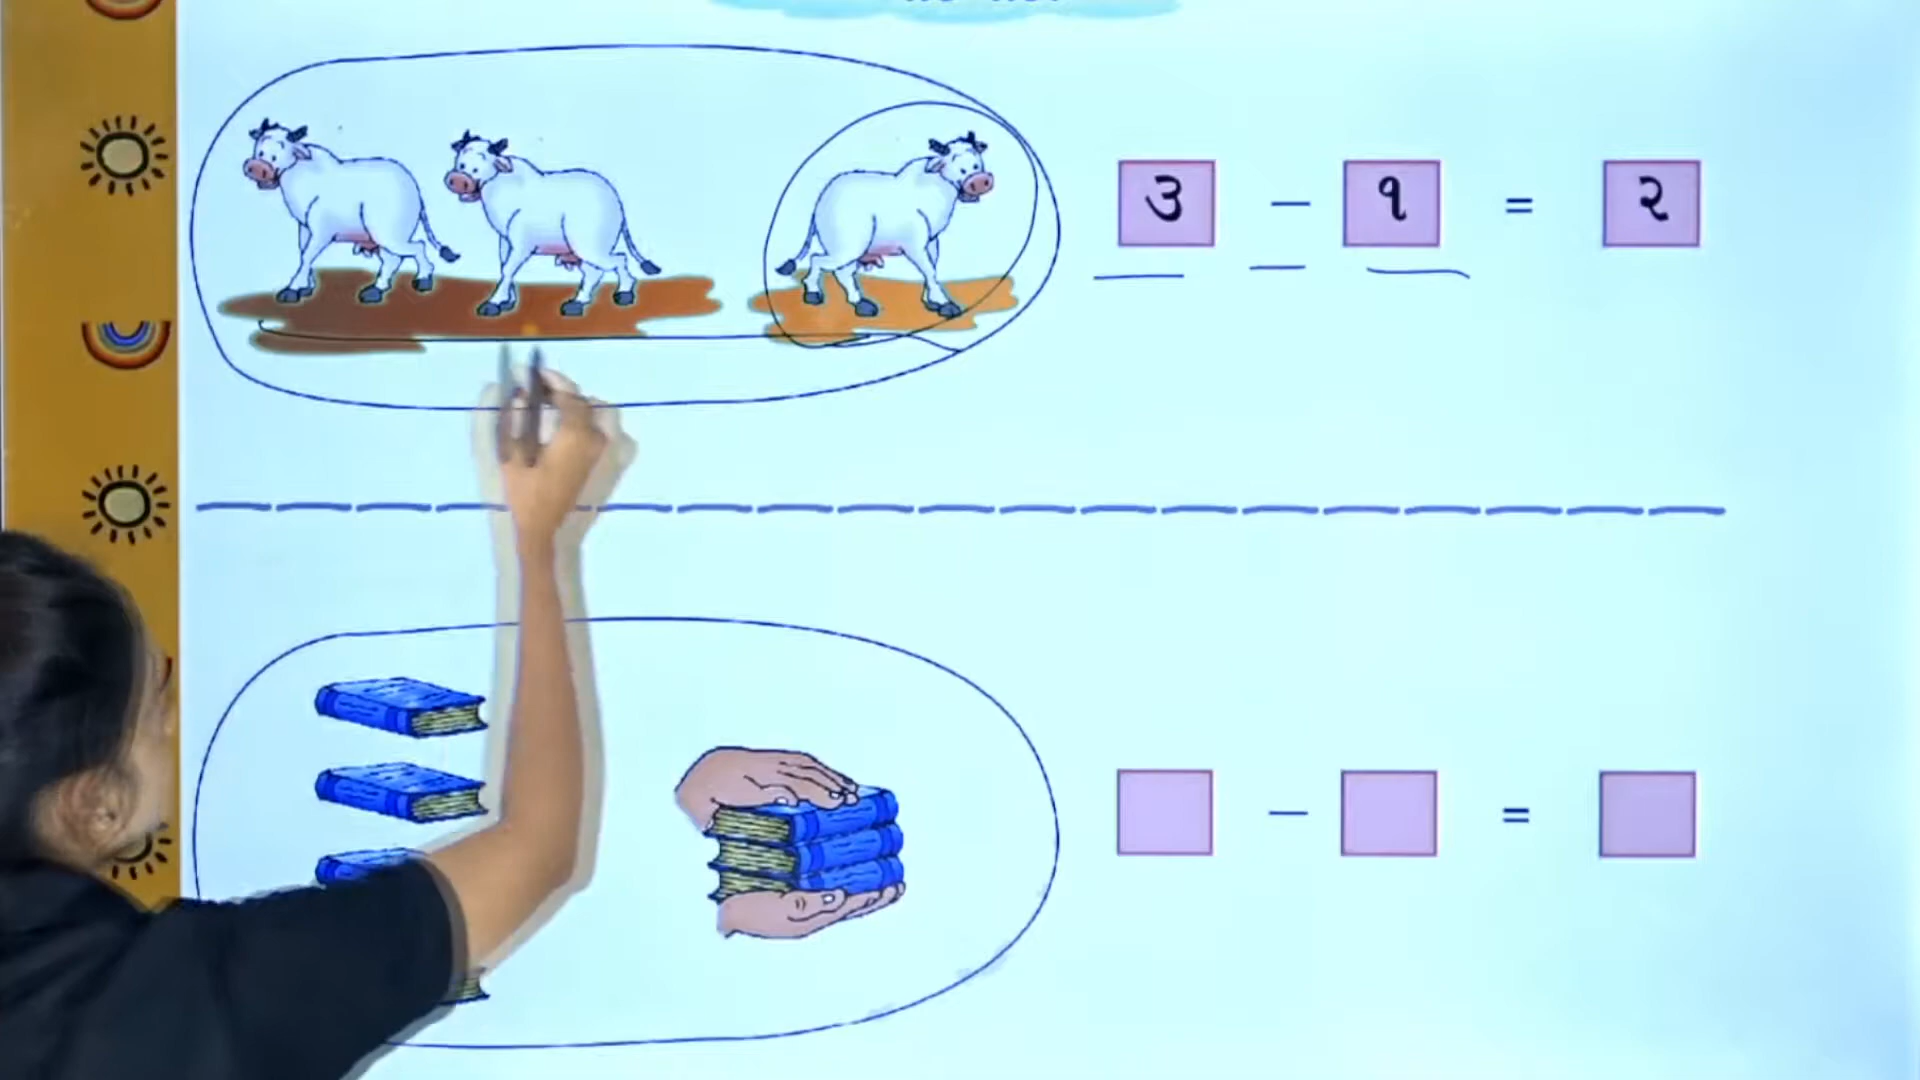 ૩ - ૧ = ૨
- =